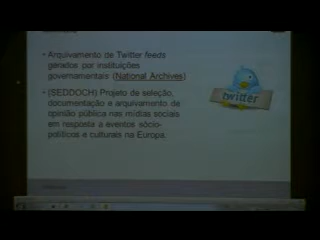 • Arquivamento de Twitter feeds
gerados por instituições
governamentais (National Archives)
• (SEDDOCH) Projeto de seleção,
documentação e arquivamento de
opinião pública nas mídias sociais
em resposta a eventos sócio-
políticos e culturais na Europa.
twitter